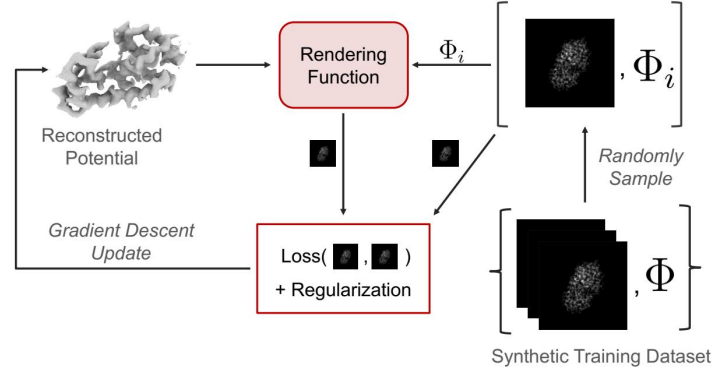 Rendering
Function
Φi
, Φi
Reconstructed
Potential
Randomly
Sample
Gradient Descent
Update
Loss( , )
+ Regularization
, Φ
Synthetic Training Dataset